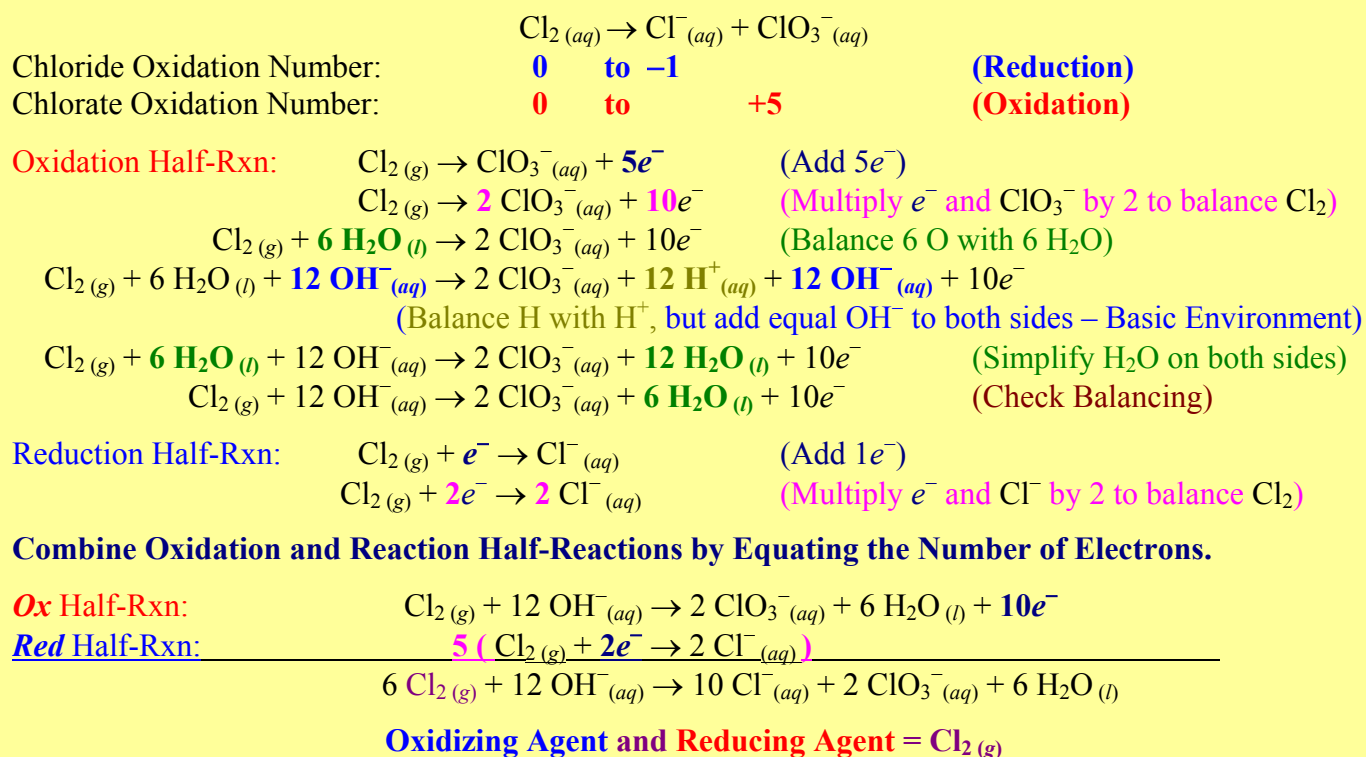 Cl₂ (aq) → Cl⁻ (aq) + ClO₃⁻ (aq)
Chloride Oxidation Number: 0 to −1 (Reduction)
Chlorate Oxidation Number: 0 to +5 (Oxidation)
Oxidation Half-Rxn: Cl₂ (g) → ClO₃⁻ (aq) + 5e⁻ (Add 5e⁻)
Cl₂ (g) → 2 ClO₃⁻ (aq) + 10e⁻ (Multiply e⁻ and ClO₃⁻ by 2 to balance Cl₂)
Cl₂ (g) + 6 H₂O (l) → 2 ClO₃⁻ (aq) + 10e⁻ (Balance 6 O with 6 H₂O)
Cl₂ (g) + 6 H₂O (l) + 12 OH⁻ (aq) → 2 ClO₃⁻ (aq) + 12 H⁺ (aq) + 12 OH⁻ (aq) + 10e⁻
(Balance H with H⁺, but add equal OH⁻ to both sides – Basic Environment)
Cl₂ (g) + 6 H₂O (l) + 12 OH⁻ (aq) → 2 ClO₃⁻ (aq) + 12 H₂O (l) + 10e⁻ (Simplify H₂O on both sides)
Cl₂ (g) + 12 OH⁻ (aq) → 2 ClO₃⁻ (aq) + 6 H₂O (l) + 10e⁻ (Check Balancing)
Reduction Half-Rxn: Cl₂ (g) + e⁻ → Cl⁻ (aq) (Add 1e⁻)
Cl₂ (g) + 2e⁻ → 2 Cl⁻ (aq) (Multiply e⁻ and Cl⁻ by 2 to balance Cl₂)
Combine Oxidation and Reaction Half-Reactions by Equating the Number of Electrons.
Ox Half-Rxn: Cl₂ (g) + 12 OH⁻ (aq) → 2 ClO₃⁻ (aq) + 6 H₂O (l) + 10e⁻
Red Half-Rxn: 5 ( Cl₂ (g) + 2e⁻ → 2 Cl⁻ (aq) )
6 Cl₂ (g) + 12 OH⁻ (aq) → 10 Cl⁻ (aq) + 2 ClO₃⁻ (aq) + 6 H₂O (l)
Oxidizing Agent and Reducing Agent = Cl₂ (g)